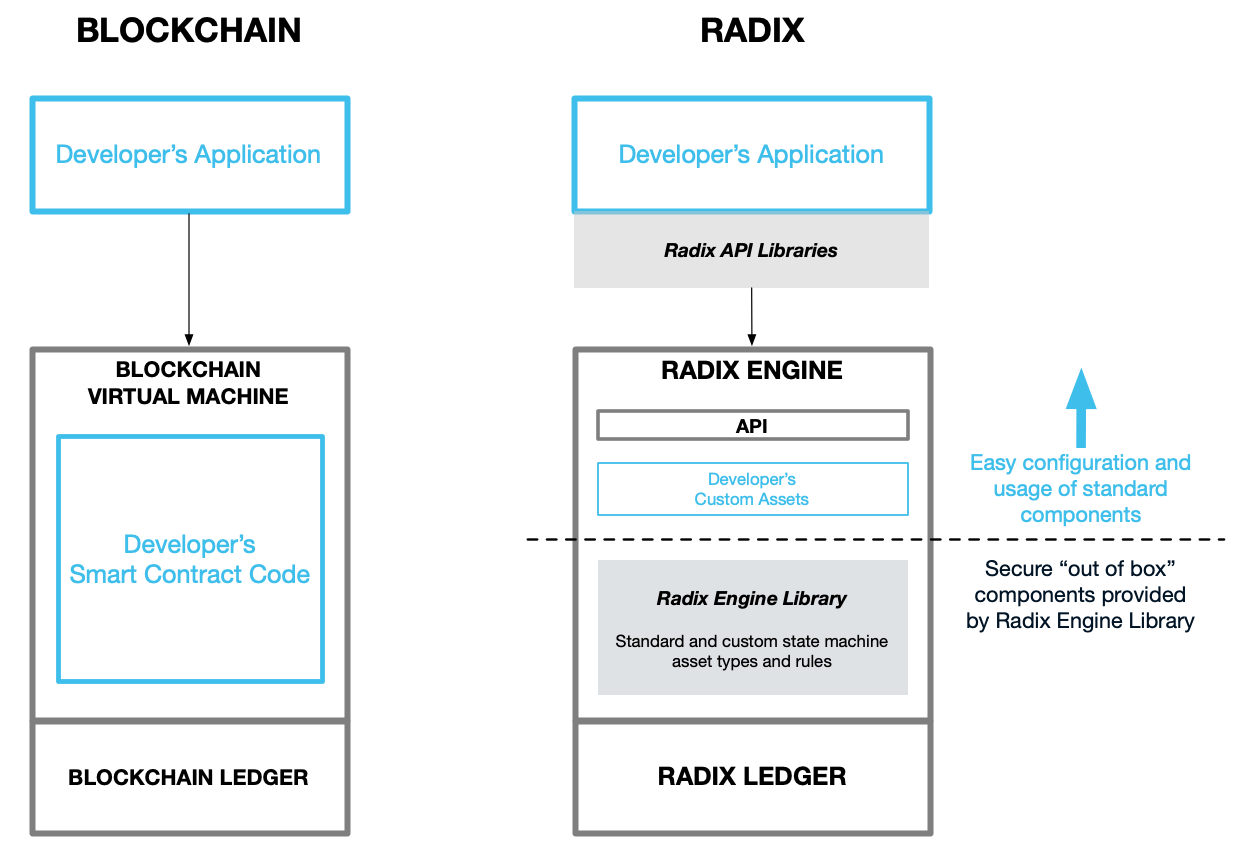 BLOCKCHAIN
Developer’s Application
BLOCKCHAIN
VIRTUAL MACHINE
Developer’s
Smart Contract Code
BLOCKCHAIN LEDGER
RADIX
Developer’s Application
Radix API Libraries
RADIX ENGINE
API
Developer’s
Custom Assets
Radix Engine Library
Standard and custom state machine
asset types and rules
RADIX LEDGER
Easy configuration and
usage of standard
components
Secure “out of box”
components provided
by Radix Engine Library